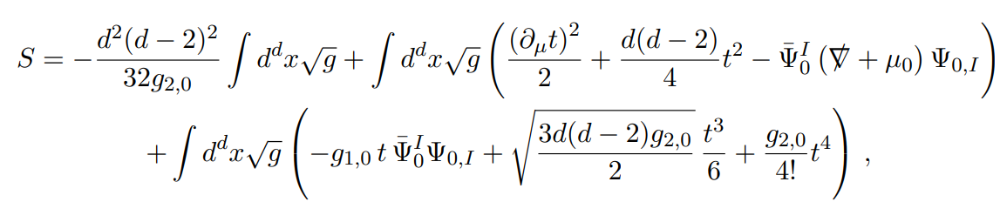 S = -\frac{d^2(d-2)^2}{32g_{2,0}} \int d^dx\sqrt{g} + \int d^dx\sqrt{g} \left( \frac{(\partial_\mu t)^2}{2} + \frac{d(d-2)}{4}t^2 - \bar{\Psi}_0^I \left(\not\nabla + \mu_0\right) \Psi_{0,I} \right)
+ \int d^dx\sqrt{g} \left( -g_{1,0}\, t\, \bar{\Psi}_0^I \Psi_{0,I} + \sqrt{\frac{3d(d-2)g_{2,0}}{2}}\, \frac{t^3}{6} + \frac{g_{2,0}}{4!}t^4 \right) ,